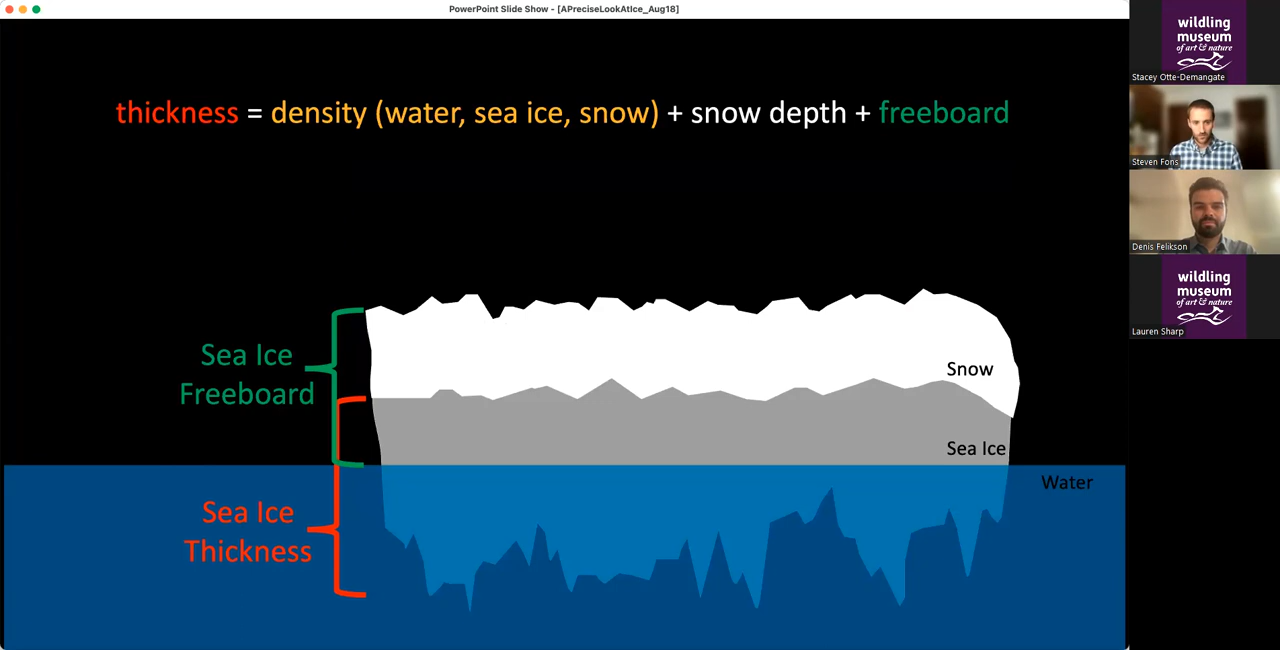 PowerPoint Slide Show - [APreciseLookAtIce_Aug18]
thickness = density (water, sea ice, snow) + snow depth + freeboard
Sea Ice
Freeboard
Snow
Sea Ice
Water
Sea Ice
Thickness
wildling
museum
of art & nature
Stacey Otte-Demangate
Steven Fons
Denis Felikson
wildling
museum
of art & nature
Lauren Sharp